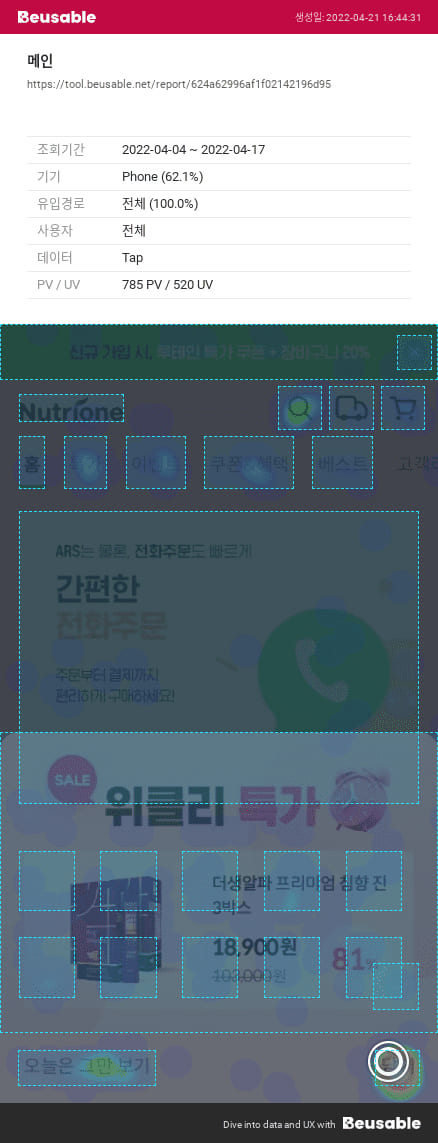 Beusable
생성일: 2022-04-21 16:44:31
메인
https://tool.beusable.net/report/624a62996af1f02142196d95
조회기간 2022-04-04 ~ 2022-04-17
기기 Phone (62.1%)
유입경로 전체 (100.0%)
사용자 전체
데이터 Tap
PV / UV 785 PV / 520 UV
신규 가입 시, 루테인 특가 쿠폰 + 장바구니 20%
Nutrione
홈 특가 이벤트 쿠폰&혜택 베스트 고객
ARS는 물론, 전화주문도 빠르게
간편한
전화주문
주문부터 결제까지
편리하게 구매하세요!
SALE
위클리 특가
더생알파 프리미엄 침향 진
3박스
18,900원
81%
102,000원
오늘은 그만 보기
닫기
Dive into data and UX with Beusable